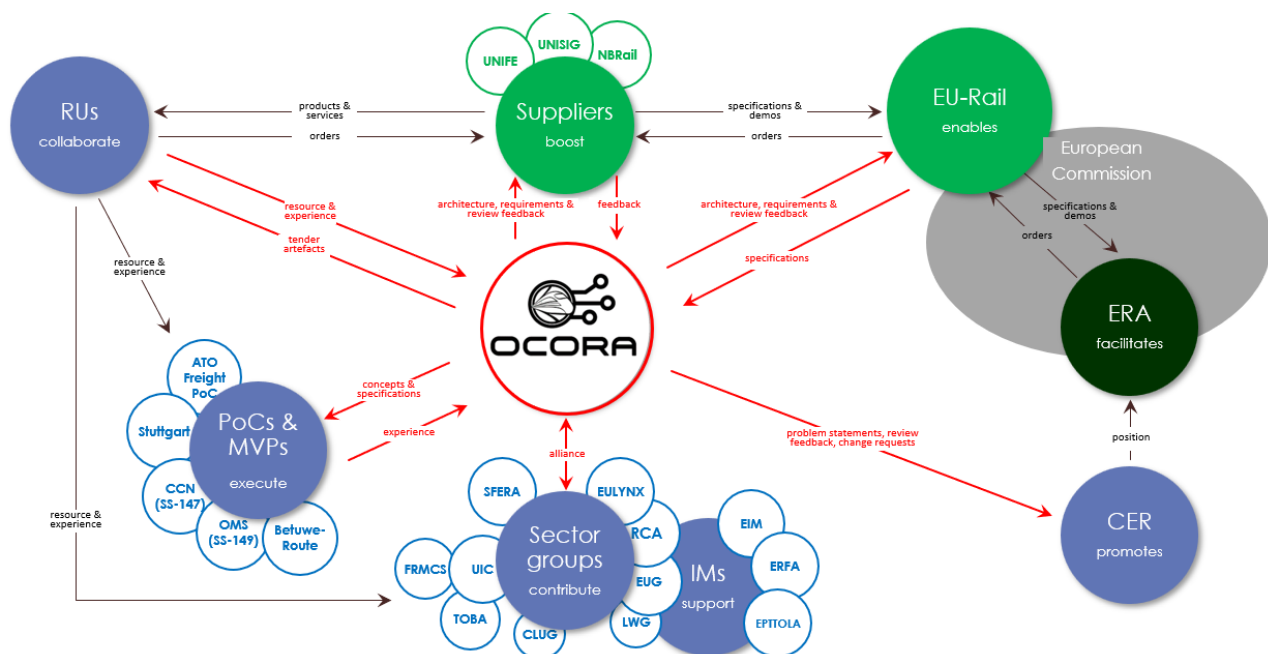 UNISIG
UNIFE
NBRail
RUs
collaborate
products &
services
orders
Suppliers
boost
specifications &
demos
orders
EU-Rail
enables
European
Commission
specifications &
demos
orders
resource &
experience
tender
artefacts
architecture, requirements &
review feedback
feedback
architecture, requirements &
review feedback
specifications
resource &
experience
OCORA
ERA
facilitates
ATO
Freight
PoC
Stuttgart
PoCs &
MVPs
execute
CCN
(SS-147)
OMS
(SS-149)
Betuwe-
Route
concepts &
specifications
experience
alliance
problem statements, review
feedback, change requests
position
CER
promotes
resource &
experience
SFERA
EULYNX
Sector
groups
contribute
RCA
FRMCS
UIC
EUG
TOBA
CLUG
LWG
IMs
support
EIM
ERFA
EPTTOLA